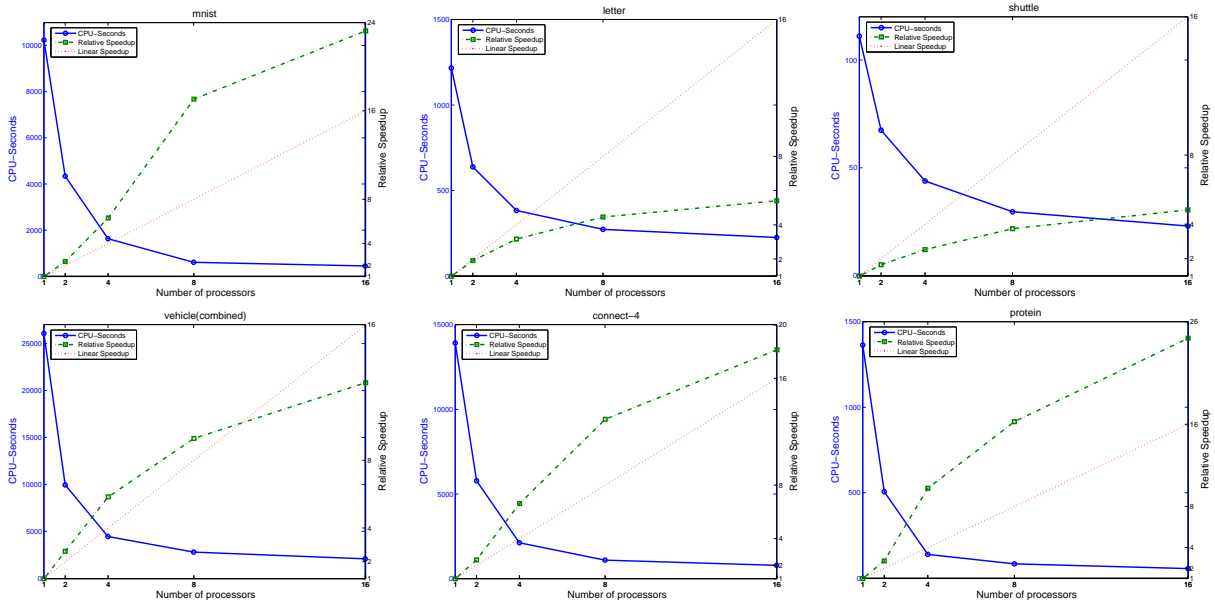 mnist
CPU−Seconds
Relative Speedup
Linear Speedup
10000
8000
6000
4000
2000
0
CPU−Seconds
24
16
8
4
2
1
Relative Speedup
1 2 4 8 16
Number of processors
letter
CPU−Seconds
Relative Speedup
Linear Speedup
1500
1000
500
0
CPU−Seconds
16
8
4
2
1
Relative Speedup
1 2 4 8 16
Number of processors
shuttle
CPU−seconds
Relative Speedup
Linear Speedup
100
50
0
CPU−Seconds
16
8
4
2
1
Relative Speedup
1 2 4 8 16
Number of processors
vehicle(combined)
CPU−Seconds
Relative Speedup
Linear Speedup
25000
20000
15000
10000
5000
0
CPU−Seconds
16
8
4
2
1
Relative Speedup
1 2 4 8 16
Number of processors
connect−4
CPU−Seconds
Relative Speedup
Linear Speedup
15000
10000
5000
0
CPU−Seconds
20
16
8
4
2
1
Relative Speedup
1 2 4 8 16
Number of processors
protein
CPU−Seconds
Relative Speedup
Linear Speedup
1500
1000
500
0
CPU−Seconds
26
16
8
4
2
1
Relative Speedup
1 2 4 8 16
Number of processors